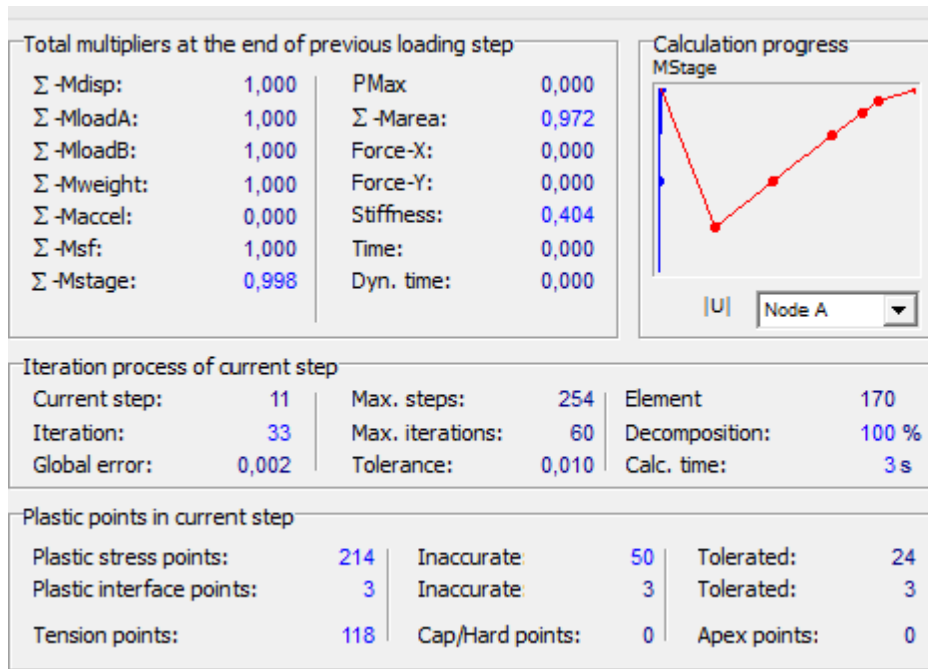 Total multipliers at the end of previous loading step
Σ -Mdisp: 1,000 PMax 0,000
Σ -MloadA: 1,000 Σ -Marea: 0,972
Σ -MloadB: 1,000 Force-X: 0,000
Σ -Mweight: 1,000 Force-Y: 0,000
Σ -Maccel: 0,000 Stiffness: 0,404
Σ -Msf: 1,000 Time: 0,000
Σ -Mstage: 0,998 Dyn. time: 0,000
Calculation progress
MStage
|U| Node A
Iteration process of current step
Current step: 11 Max. steps: 254 Element 170
Iteration: 33 Max. iterations: 60 Decomposition: 100 %
Global error: 0,002 Tolerance: 0,010 Calc. time: 3 s
Plastic points in current step
Plastic stress points: 214 Inaccurate: 50 Tolerated: 24
Plastic interface points: 3 Inaccurate: 3 Tolerated: 3
Tension points: 118 Cap/Hard points: 0 Apex points: 0